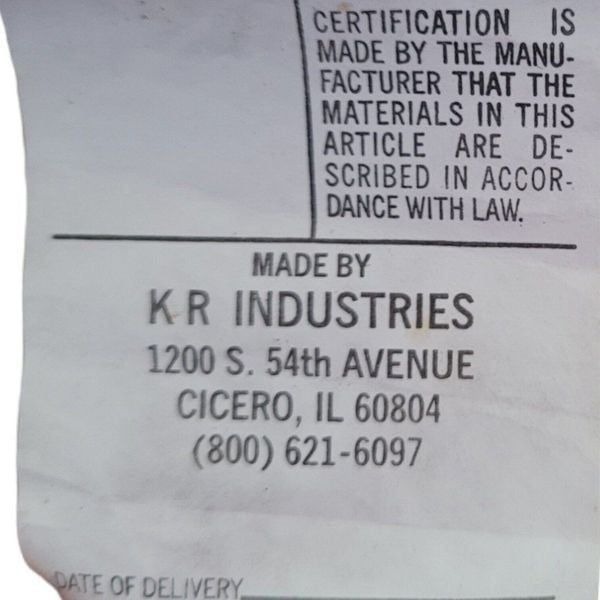 CERTIFICATION IS
MADE BY THE MANU-
FACTURER THAT THE
MATERIALS IN THIS
ARTICLE ARE DE-
SCRIBED IN ACCOR-
DANCE WITH LAW.
MADE BY
KR INDUSTRIES
1200 S. 54th AVENUE
CICERO, IL 60804
(800) 621-6097
DATE OF DELIVERY